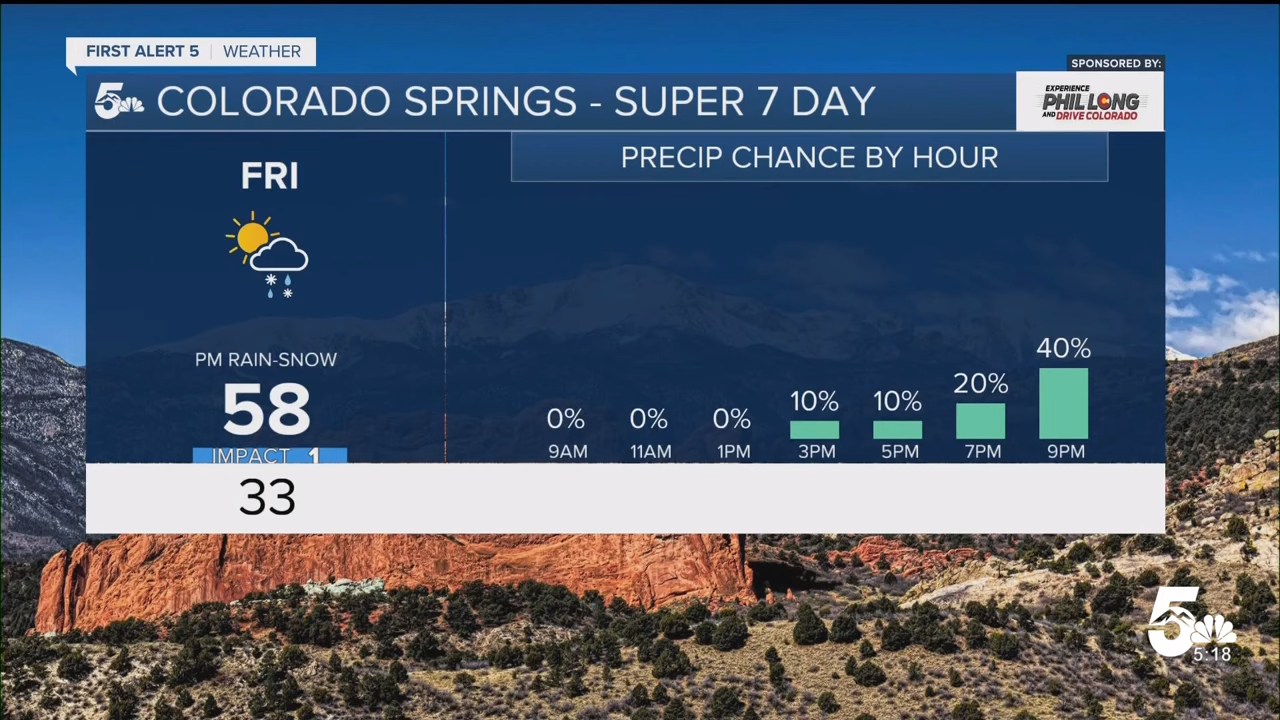 FIRST ALERT 5 | WEATHER
SPONSORED BY:
5 COLORADO SPRINGS - SUPER 7 DAY
EXPERIENCE
PHIL LONG
AND DRIVE COLORADO
FRI
PRECIP CHANCE BY HOUR
PM RAIN-SNOW
58
IMPACT 1
33
0% 0% 0% 10% 10% 20% 40%
9AM 11AM 1PM 3PM 5PM 7PM 9PM
5
5:18